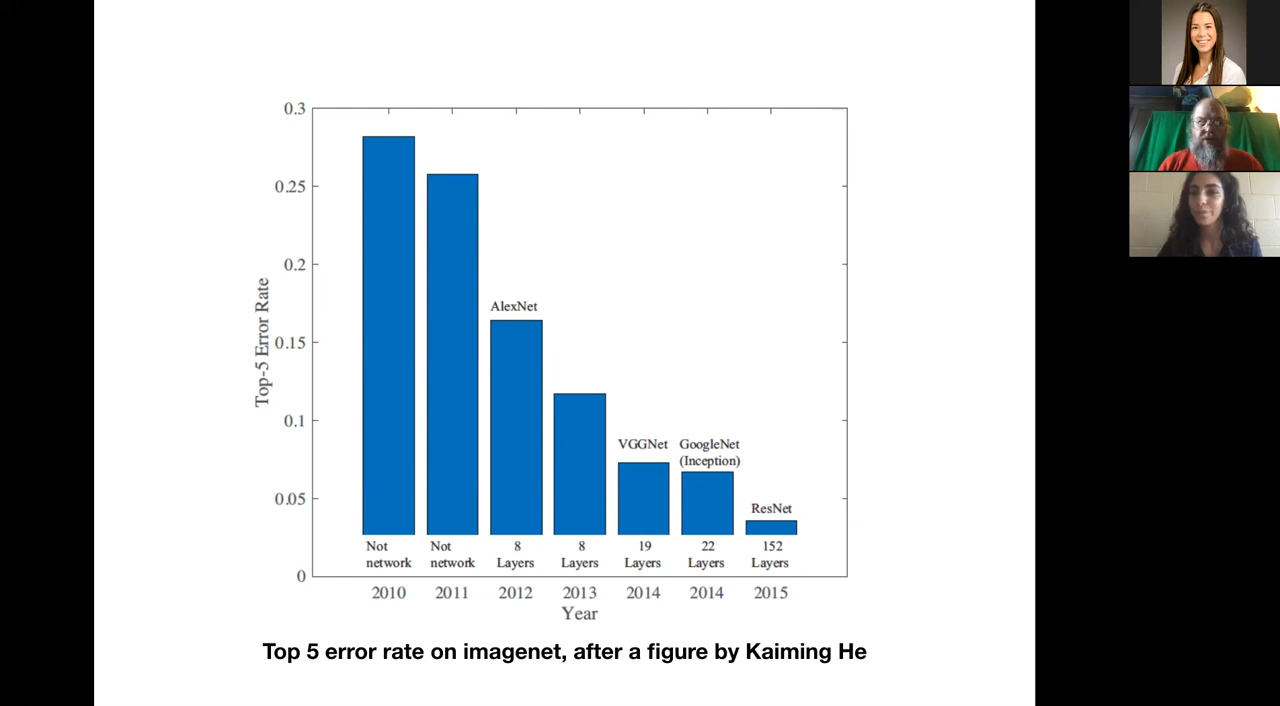 0.3
0.25
0.2
0.15
0.1
0.05
0
Top-5 Error Rate
AlexNet
VGGNet
GoogleNet
(Inception)
ResNet
Not
network
Not
network
8
Layers
8
Layers
19
Layers
22
Layers
152
Layers
2010 2011 2012 2013 2014 2014 2015
Year
Top 5 error rate on imagenet, after a figure by Kaiming He